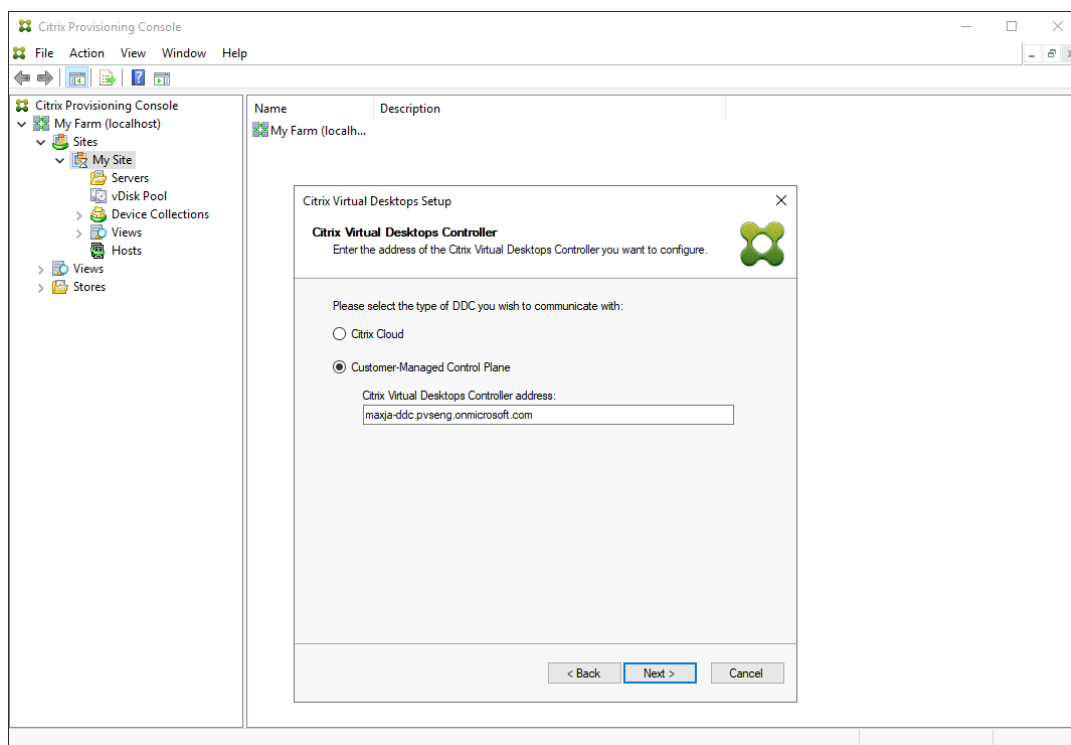 Citrix Provisioning Console
File Action View Window Help
Citrix Provisioning Console
My Farm (localhost)
Sites
My Site
Servers
vDisk Pool
Device Collections
Views
Hosts
Views
Stores
Name Description
My Farm (localh...
Citrix Virtual Desktops Setup
Citrix Virtual Desktops Controller
Enter the address of the Citrix Virtual Desktops Controller you want to configure.
Please select the type of DDC you wish to communicate with:
Citrix Cloud
Customer-Managed Control Plane
Citrix Virtual Desktops Controller address:
maxja-ddc.pvseng.onmicrosoft.com
< Back Next > Cancel